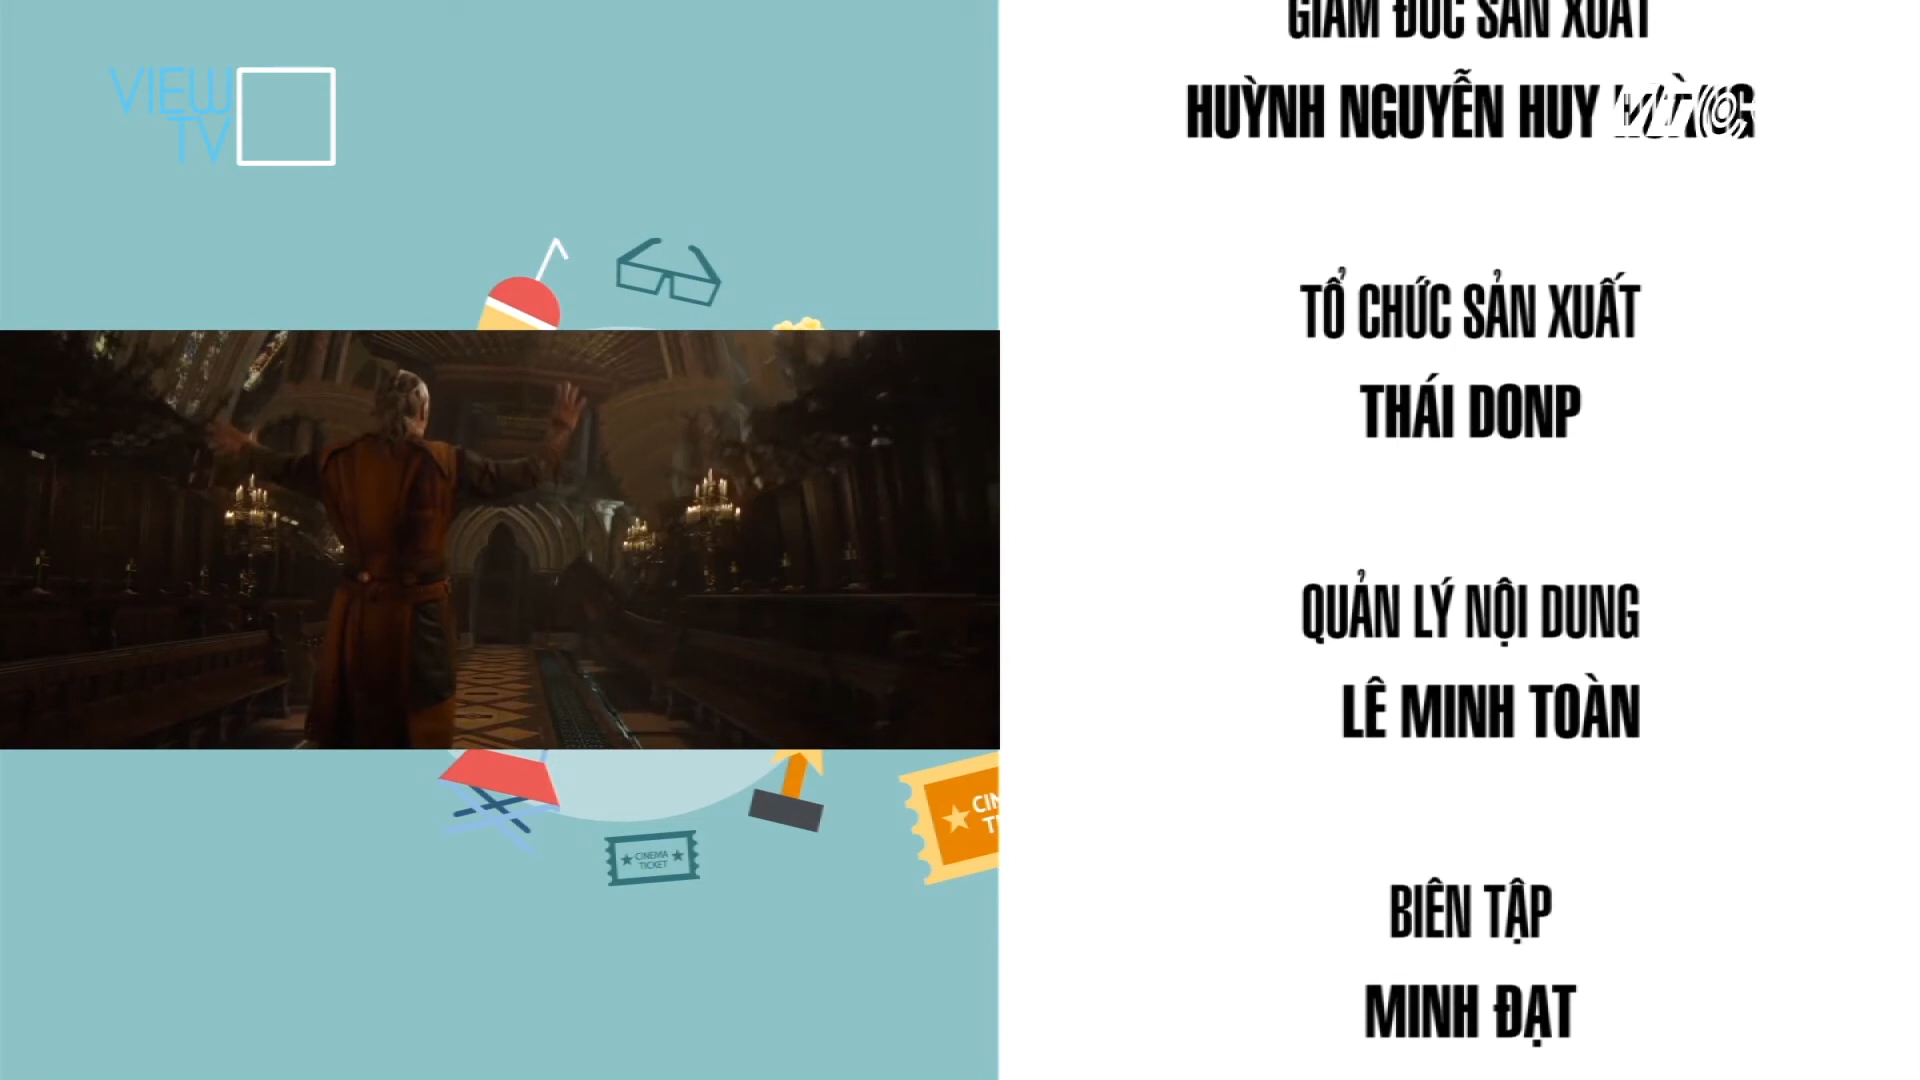 VIEW
TV
GIÁM ĐỐC SẢN XUẤT
HUỲNH NGUYỄN HUY
TỔ CHỨC SẢN XUẤT
THÁI DONP
QUẢN LÝ NỘI DUNG
LÊ MINH TOÀN
BIÊN TẬP
MINH ĐẠT
CINEMA
TICKET